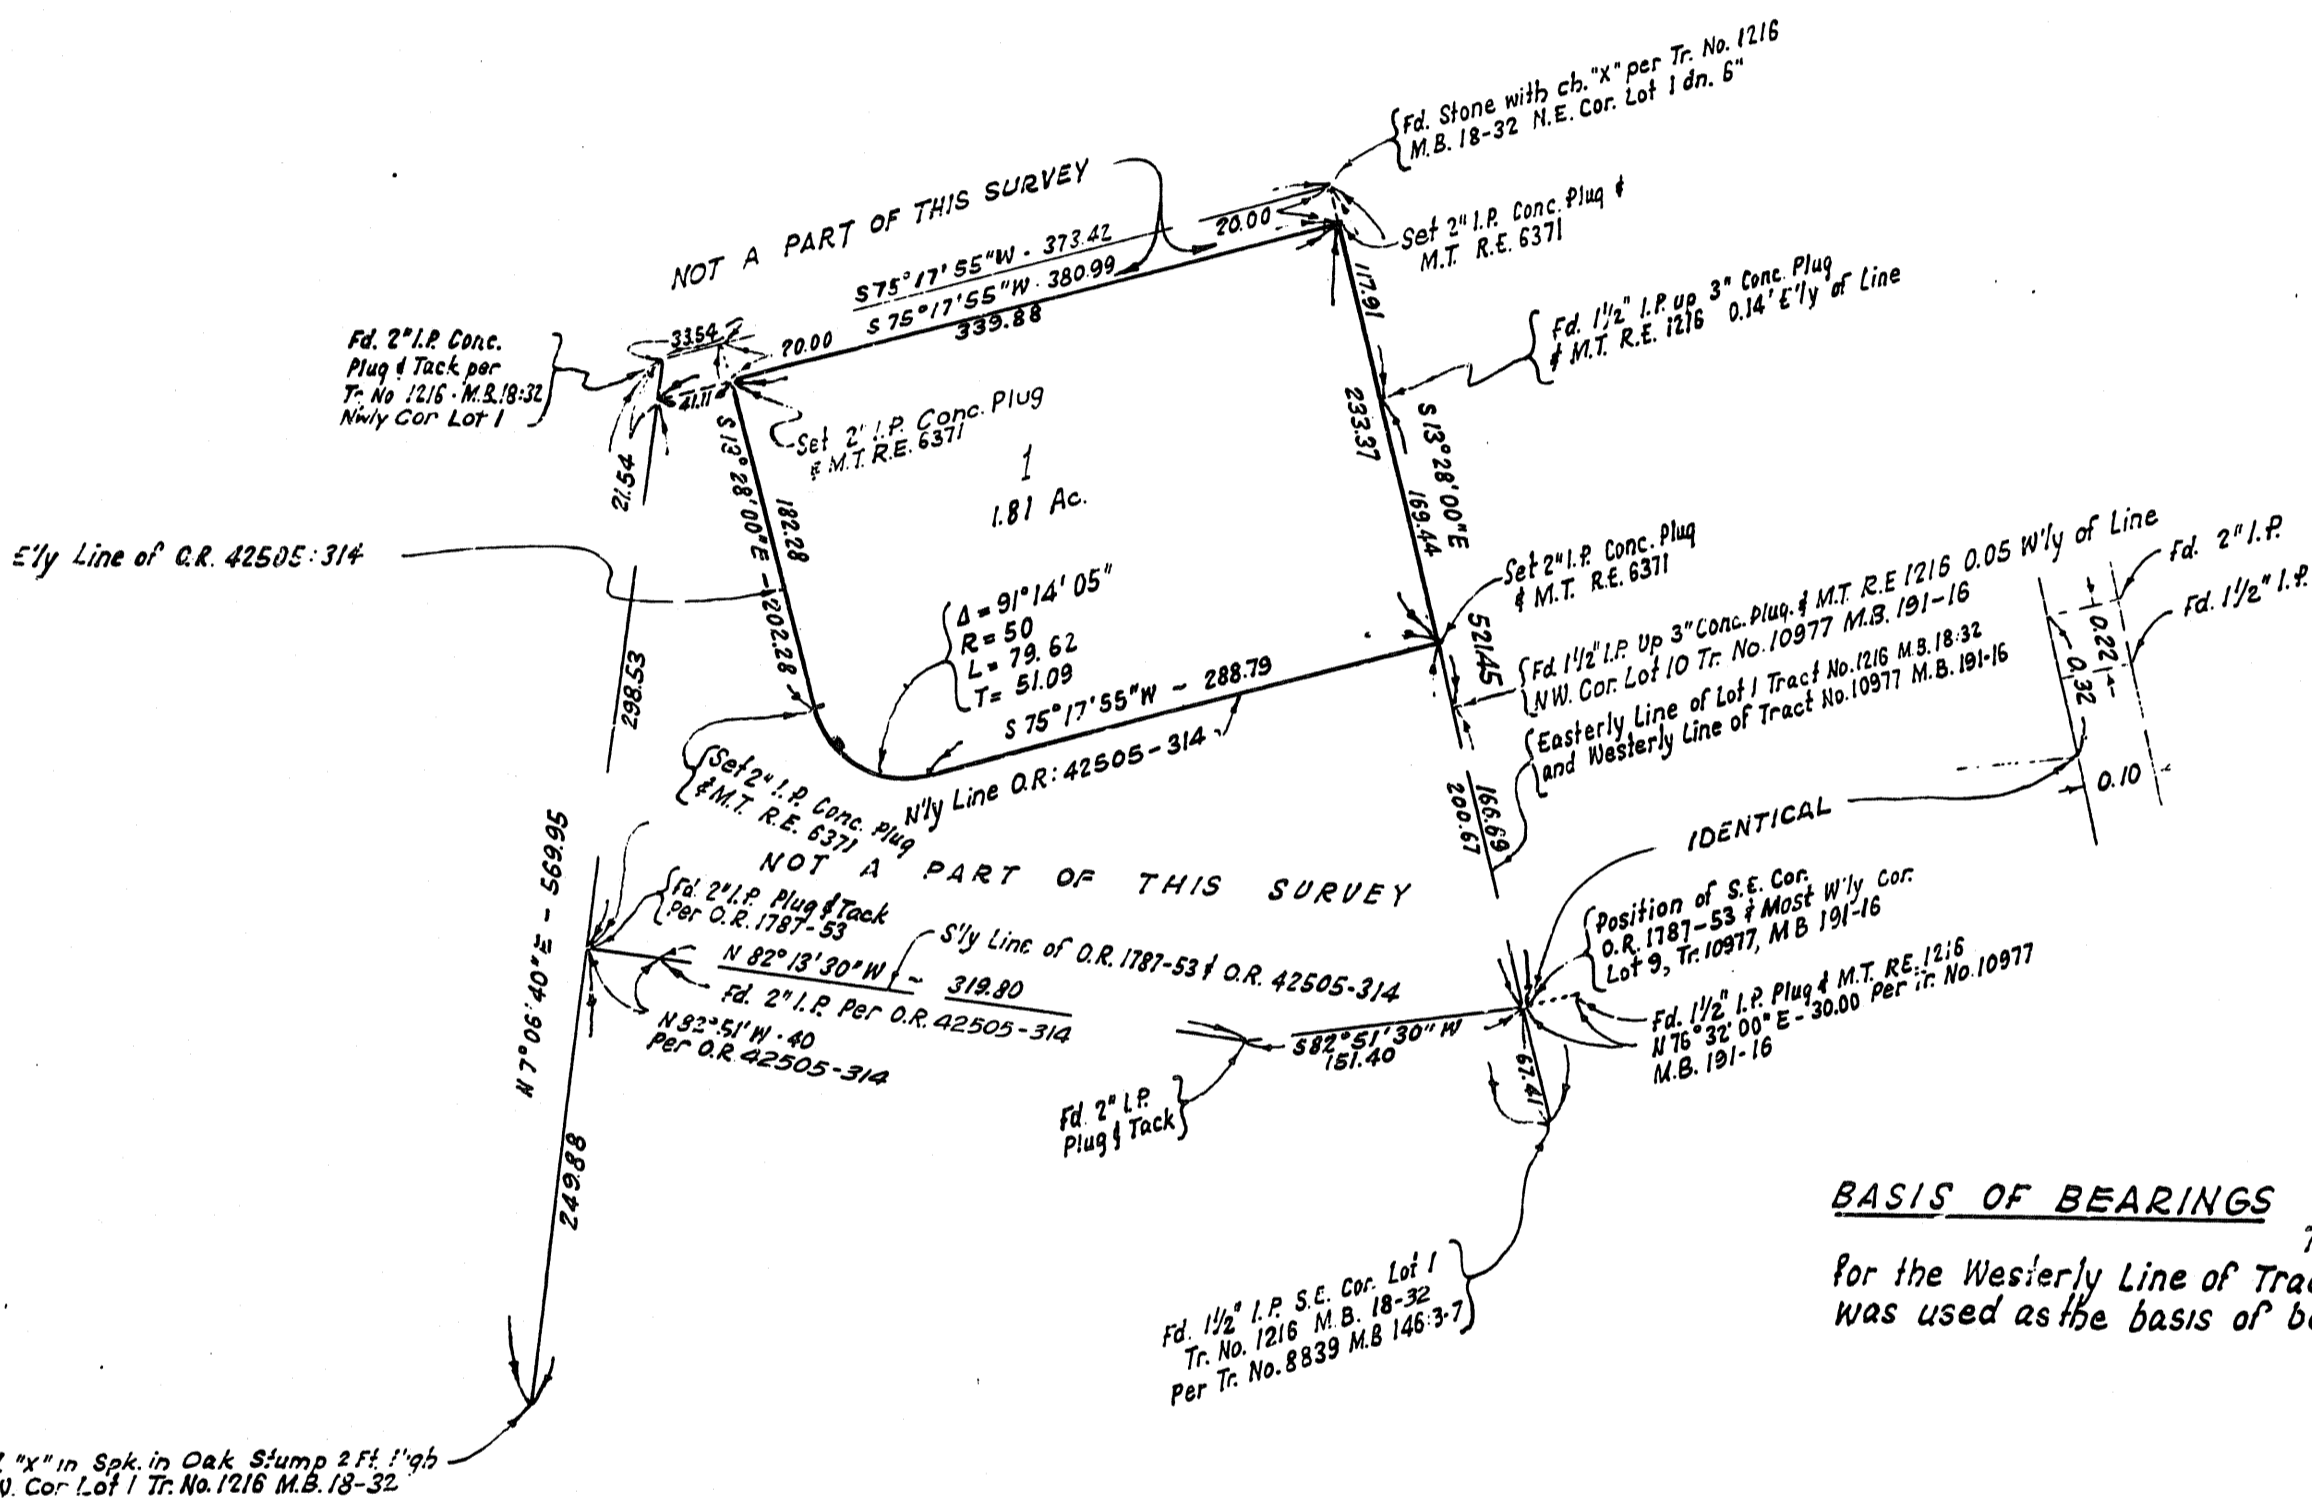 Fd. Stone with ch. "X" per Tr. No. 1216
M.B. 18-32 N.E. Cor. Lot 1 dn. 6"
NOT A PART OF THIS SURVEY
20.00
Set 2" I.P. Conc. Plug &
M.T. R.E. 6371
S 75° 17' 55" W - 373.42
S 75° 17' 55" W - 380.99
339.88
117.91
Fd. 1 1/2" I.P. up 3" Conc. Plug
& M.T. R.E. 1216 0.14' E'ly of Line
Fd. 2" I.P. Conc.
Plug & Tack per
Tr. No 1216 - M.B. 18:32
Nwly Cor Lot 1
33.54
20.00
41.11
Set 2" I.P. Conc. Plug
& M.T. R.E. 6371
1
1.81 Ac.
21.54
S 13° 28' 00" E - 202.28
182.28
233.37
S 13° 28' 00" E
169.44
E'ly Line of O.R. 42505:314
Set 2" I.P. Conc. Plug
& M.T. R.E. 6371
Δ = 91° 14' 05"
R = 50
L = 79.62
T = 51.09
521.45
Fd. 1 1/2" I.P. Up 3" Conc. Plug. & M.T. R.E 1216 0.05 W'ly of Line
NW. Cor. Lot 10 Tr. No. 10977 M.B. 191-16
Fd. 2" I.P.
Fd. 1 1/2" I.P.
0.22
0.32
0.10
Easterly Line of Lot 1 Tract No. 1216 M.B. 18:32
and Westerly Line of Tract No. 10977 M.B. 191-16
298.53
S 75° 17' 55" W - 288.79
N'ly Line O.R: 42505-314
Set 2" I.P. Conc. Plug
& M.T. R.E. 6371
166.69
200.67
IDENTICAL
NOT A PART OF THIS SURVEY
N 7° 06' 40" E - 569.95
Fd. 2" I.P. Plug & Tack
Per O.R. 1787-53
S'ly Line of O.R. 1787-53 & O.R. 42505-314
N 82° 13' 30" W - 319.80
Fd. 2" I.P. Per O.R. 42505-314
N 82° 51' W - 40
Per O.R. 42505-314
Position of S.E. Cor.
O.R. 1787-53 & Most W'ly Cor.
Lot 9, Tr. 10977, M.B 191-16
Fd. 1 1/2" I.P. Plug & M.T. RE. 1216
N 76° 32' 00" E - 30.00 Per Tr. No. 10977
M.B. 191-16
S 82° 51' 30" W
151.40
67.41
Fd. 2" I.P.
Plug & Tack
249.88
Fd. 1 1/2" I.P. S.E. Cor. Lot 1
Tr. No. 1216 M.B. 18-32
Per Tr. No. 8839 M.B 146:3-7
BASIS OF BEARINGS
for the Westerly Line of
was used as the basis of
"X" in Spk. in Oak Stump 2 Ft. High
Cor Lot 1 Tr. No. 1216 M.B. 18-32